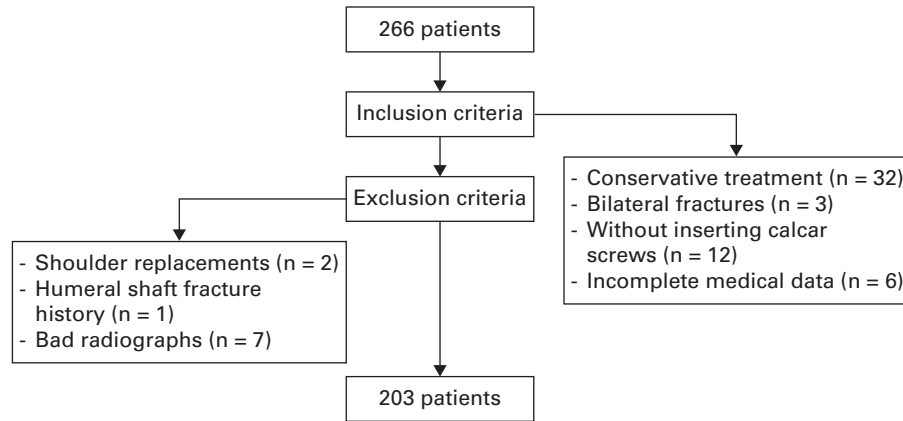 266 patients
Inclusion criteria
Exclusion criteria
- Conservative treatment (n = 32)
- Bilateral fractures (n = 3)
- Without inserting calcar
screws (n = 12)
- Incomplete medical data (n = 6)
- Shoulder replacements (n = 2)
- Humeral shaft fracture
history (n = 1)
- Bad radiographs (n = 7)
203 patients